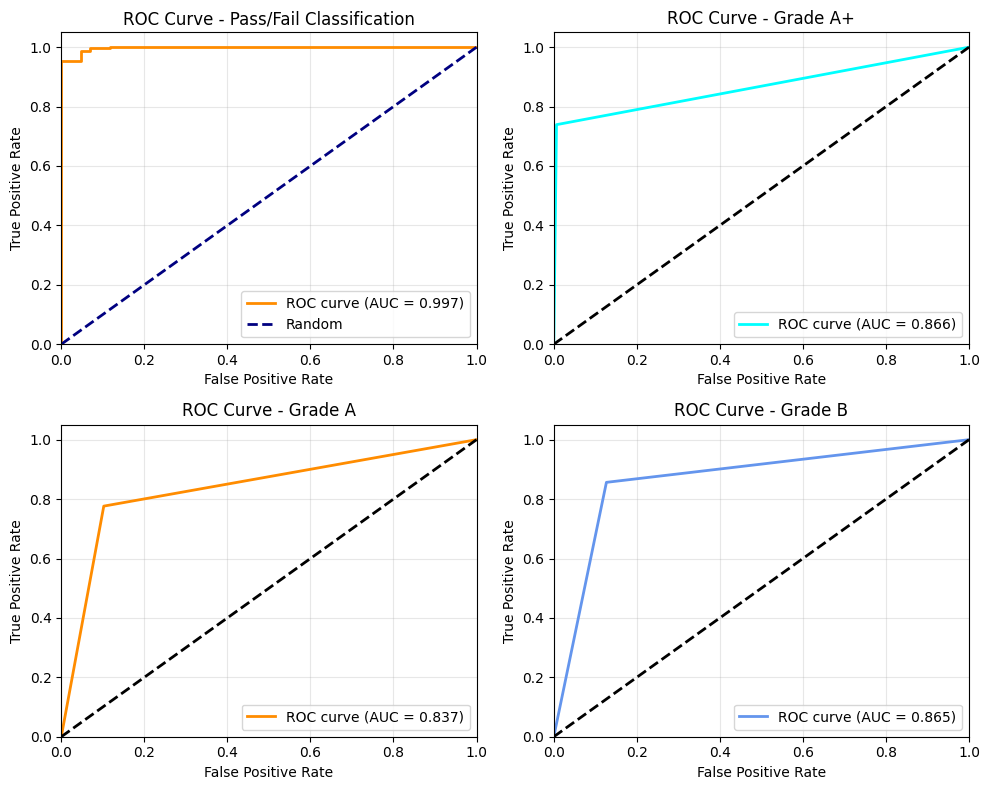 ROC Curve - Pass/Fail Classification
True Positive Rate
1.0
0.8
0.6
0.4
0.2
0.0
0.0 0.2 0.4 0.6 0.8 1.0
False Positive Rate
ROC curve (AUC = 0.997)
Random
ROC Curve - Grade A+
True Positive Rate
1.0
0.8
0.6
0.4
0.2
0.0
0.0 0.2 0.4 0.6 0.8 1.0
False Positive Rate
ROC curve (AUC = 0.866)
ROC Curve - Grade A
True Positive Rate
1.0
0.8
0.6
0.4
0.2
0.0
0.0 0.2 0.4 0.6 0.8 1.0
False Positive Rate
ROC curve (AUC = 0.837)
ROC Curve - Grade B
True Positive Rate
1.0
0.8
0.6
0.4
0.2
0.0
0.0 0.2 0.4 0.6 0.8 1.0
False Positive Rate
ROC curve (AUC = 0.865)